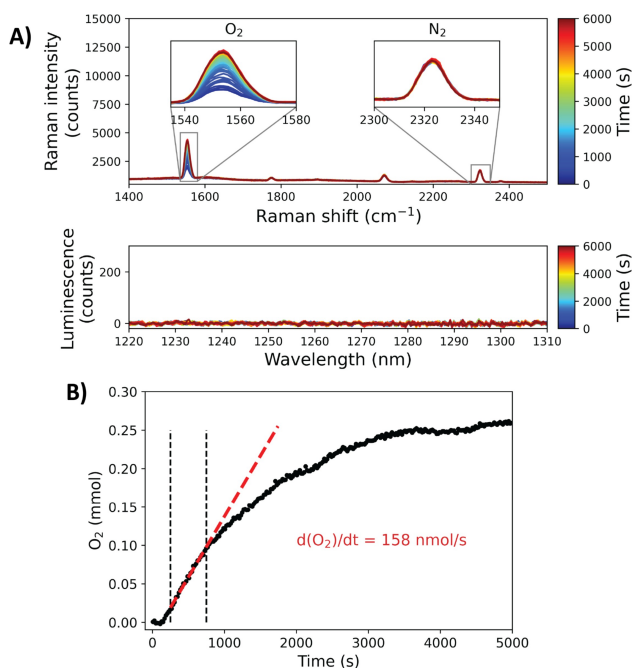 A)
O₂
N₂
15000
12500
10000
7500
5000
2500
Raman intensity
(counts)
1540 1560 1580
2300 2320 2340
1400 1600 1800 2000 2200 2400
Raman shift (cm⁻¹)
6000
5000
4000
3000
2000
1000
0
Time (s)
Luminescence
(counts)
200
0
1220 1230 1240 1250 1260 1270 1280 1290 1300 1310
Wavelength (nm)
6000
4000
2000
0
Time (s)
B)
O₂ (mmol)
0.30
0.25
0.20
0.15
0.10
0.05
0.00
d(O₂)/dt = 158 nmol/s
0 1000 2000 3000 4000 5000
Time (s)